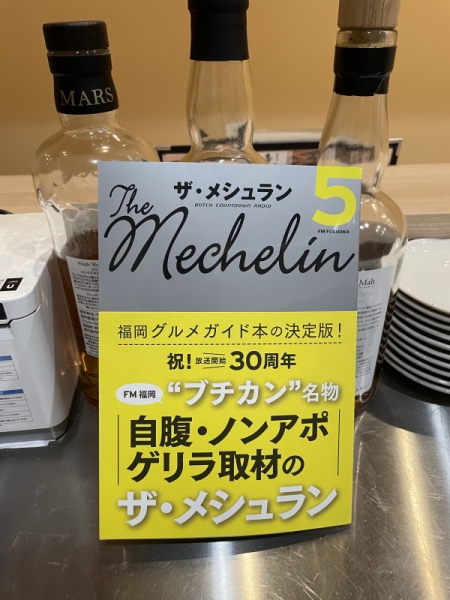 MARS
ザ・メシュラン
BUTCH COUNTDOWN RADIO
5
FM FUKUOKA
The
Mechelin
福岡グルメガイド本の決定版！
祝！放送開始30周年
FM福岡 “ブチカン”名物
自腹・ノンアポ
ゲリラ取材の
ザ・メシュラン